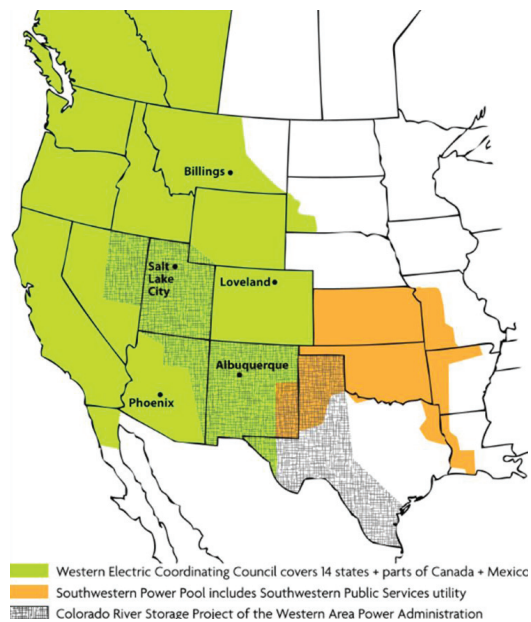 Billings
Salt
Lake
City
Loveland
Albuquerque
Phoenix
Western Electric Coordinating Council covers 14 states + parts of Canada + Mexico
Southwestern Power Pool includes Southwestern Public Services utility
Colorado River Storage Project of the Western Area Power Administration